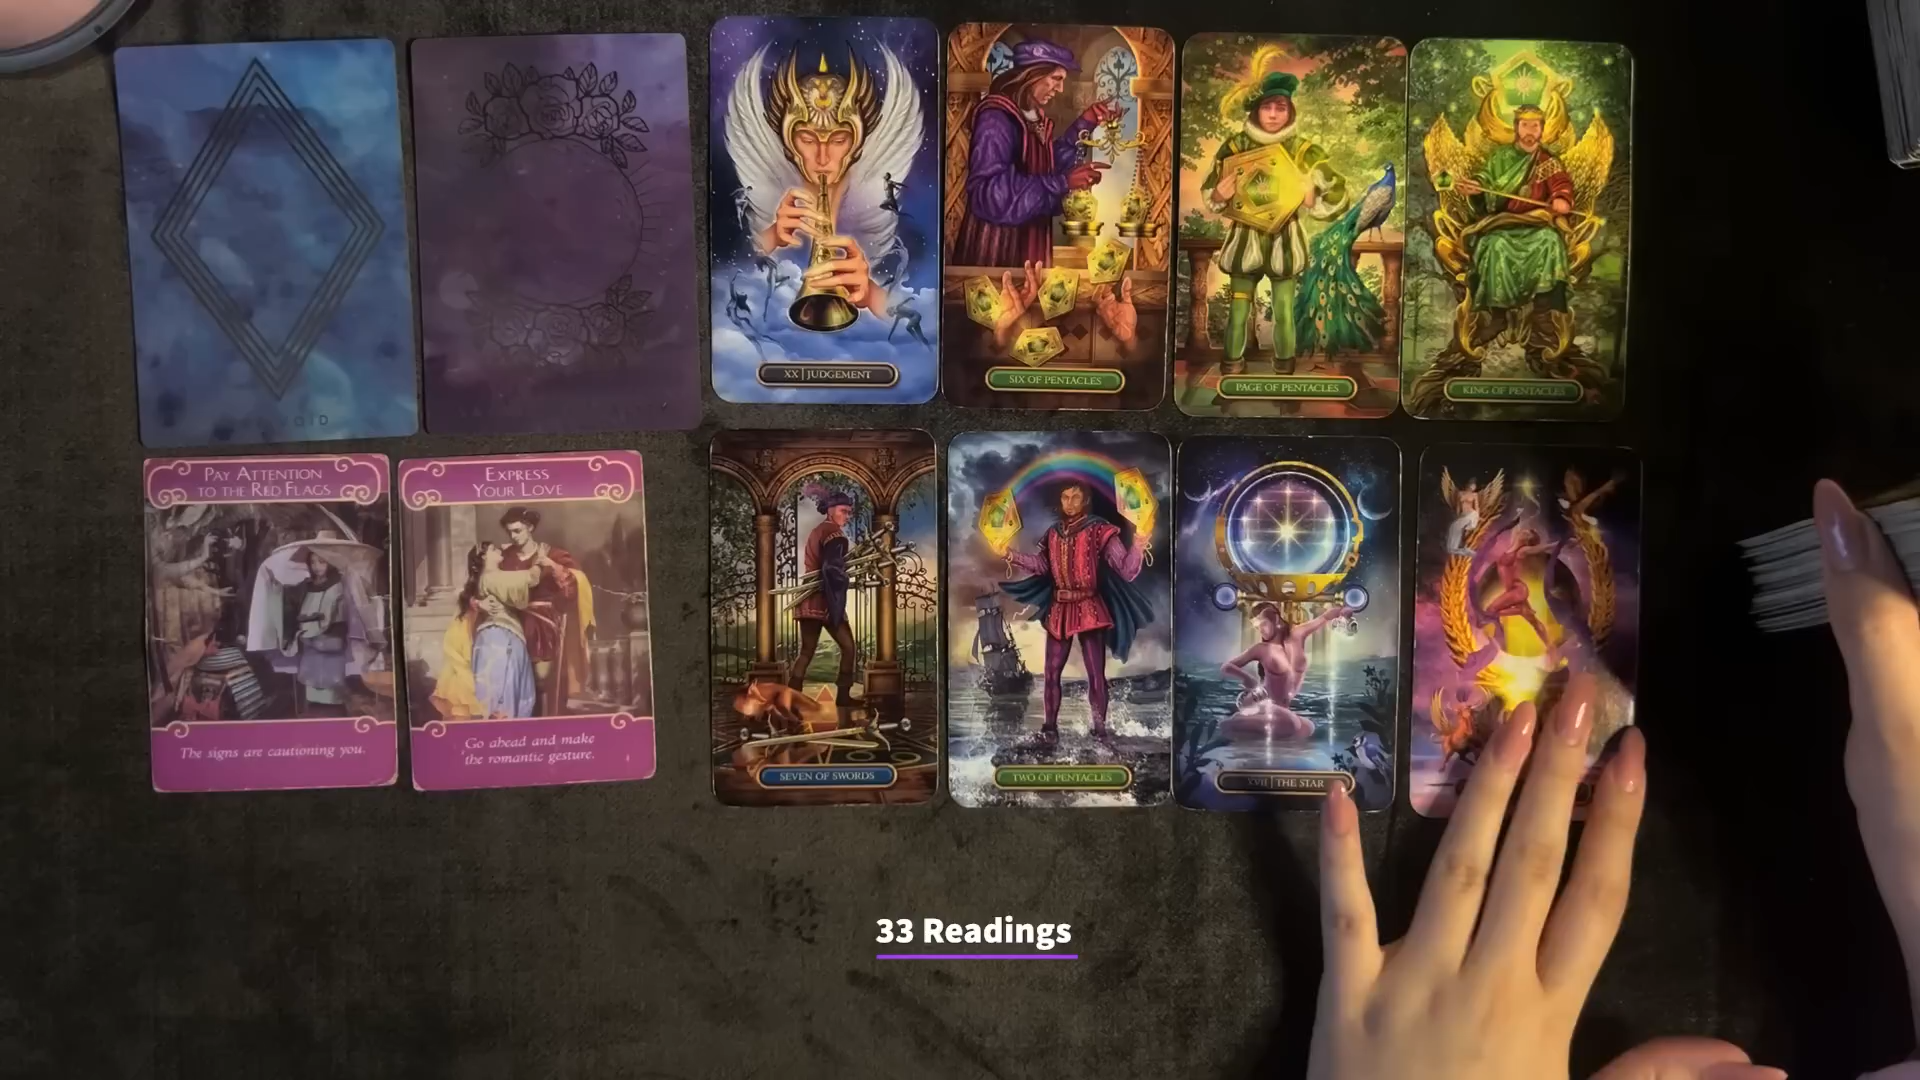 XX | JUDGEMENT
SIX OF PENTACLES
PAGE OF PENTACLES
KING OF PENTACLES
PAY ATTENTION
TO THE RED FLAGS
The signs are cautioning you.
EXPRESS
YOUR LOVE
Go ahead and make
the romantic gesture.
SEVEN OF SWORDS
TWO OF PENTACLES
XVII | THE STAR
33 Readings